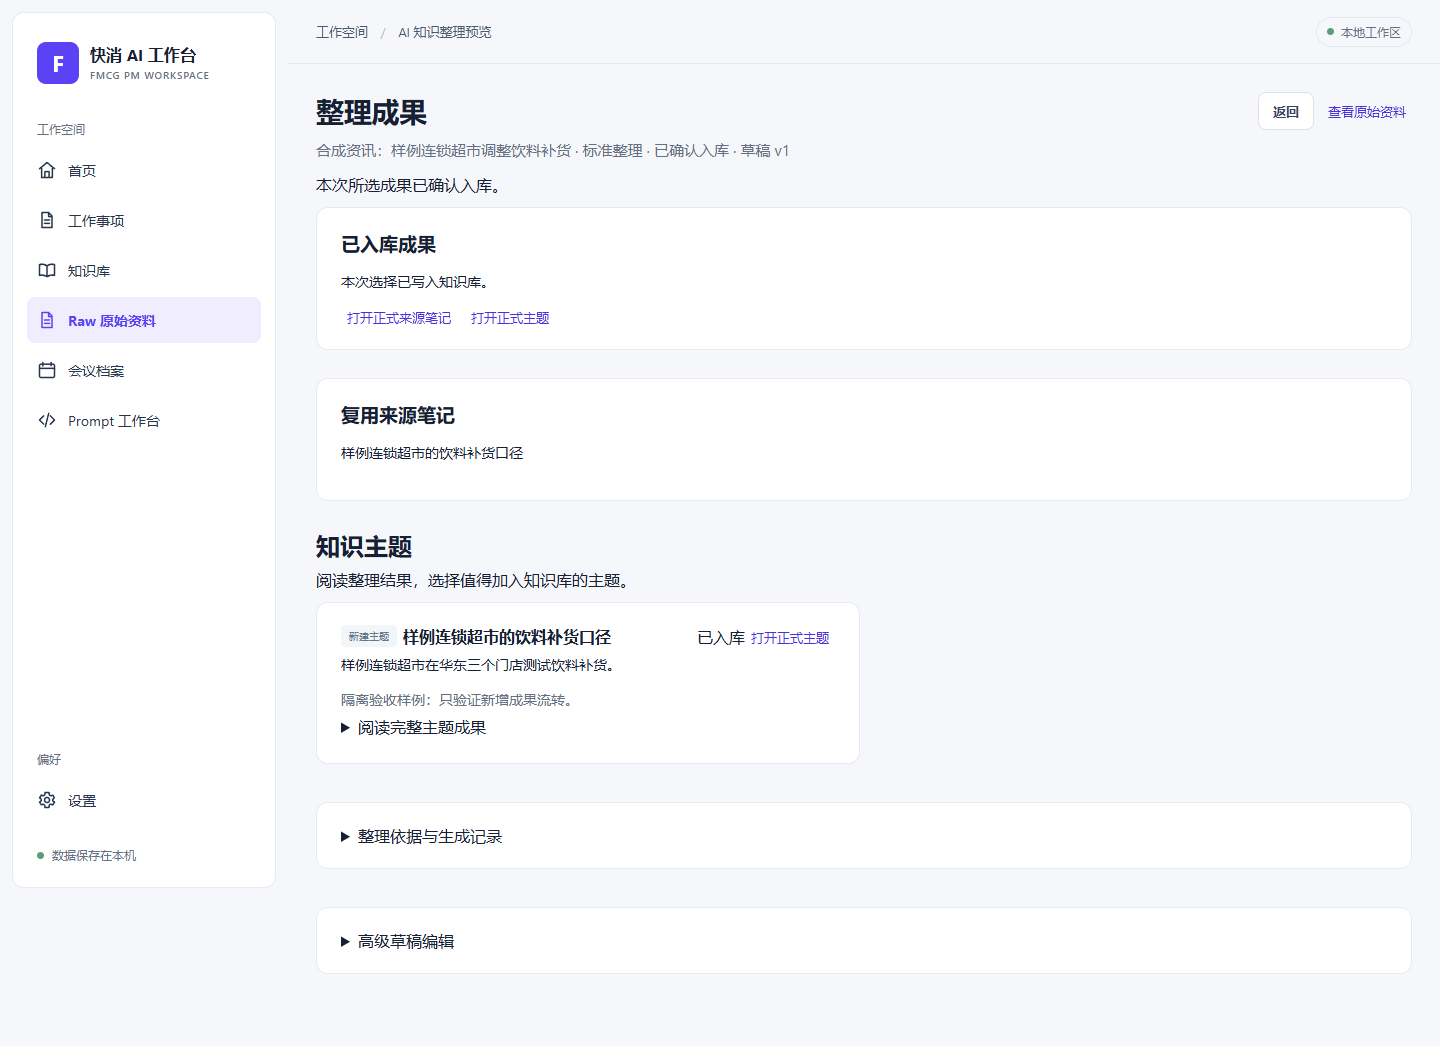 F
快消 AI 工作台
FMCG PM WORKSPACE
工作空间
首页
工作事项
知识库
Raw 原始资料
会议档案
Prompt 工作台
偏好
设置
数据保存在本机
工作空间 / AI 知识整理预览
本地工作区
整理成果
返回
查看原始资料
合成资讯：样例连锁超市调整饮料补货 · 标准整理 · 已确认入库 · 草稿 v1
本次所选成果已确认入库。
已入库成果
本次选择已写入知识库。
打开正式来源笔记 打开正式主题
复用来源笔记
样例连锁超市的饮料补货口径
知识主题
阅读整理结果，选择值得加入知识库的主题。
新建主题 样例连锁超市的饮料补货口径
已入库 打开正式主题
样例连锁超市在华东三个门店测试饮料补货。
隔离验收样例：只验证新增成果流转。
阅读完整主题成果
整理依据与生成记录
高级草稿编辑